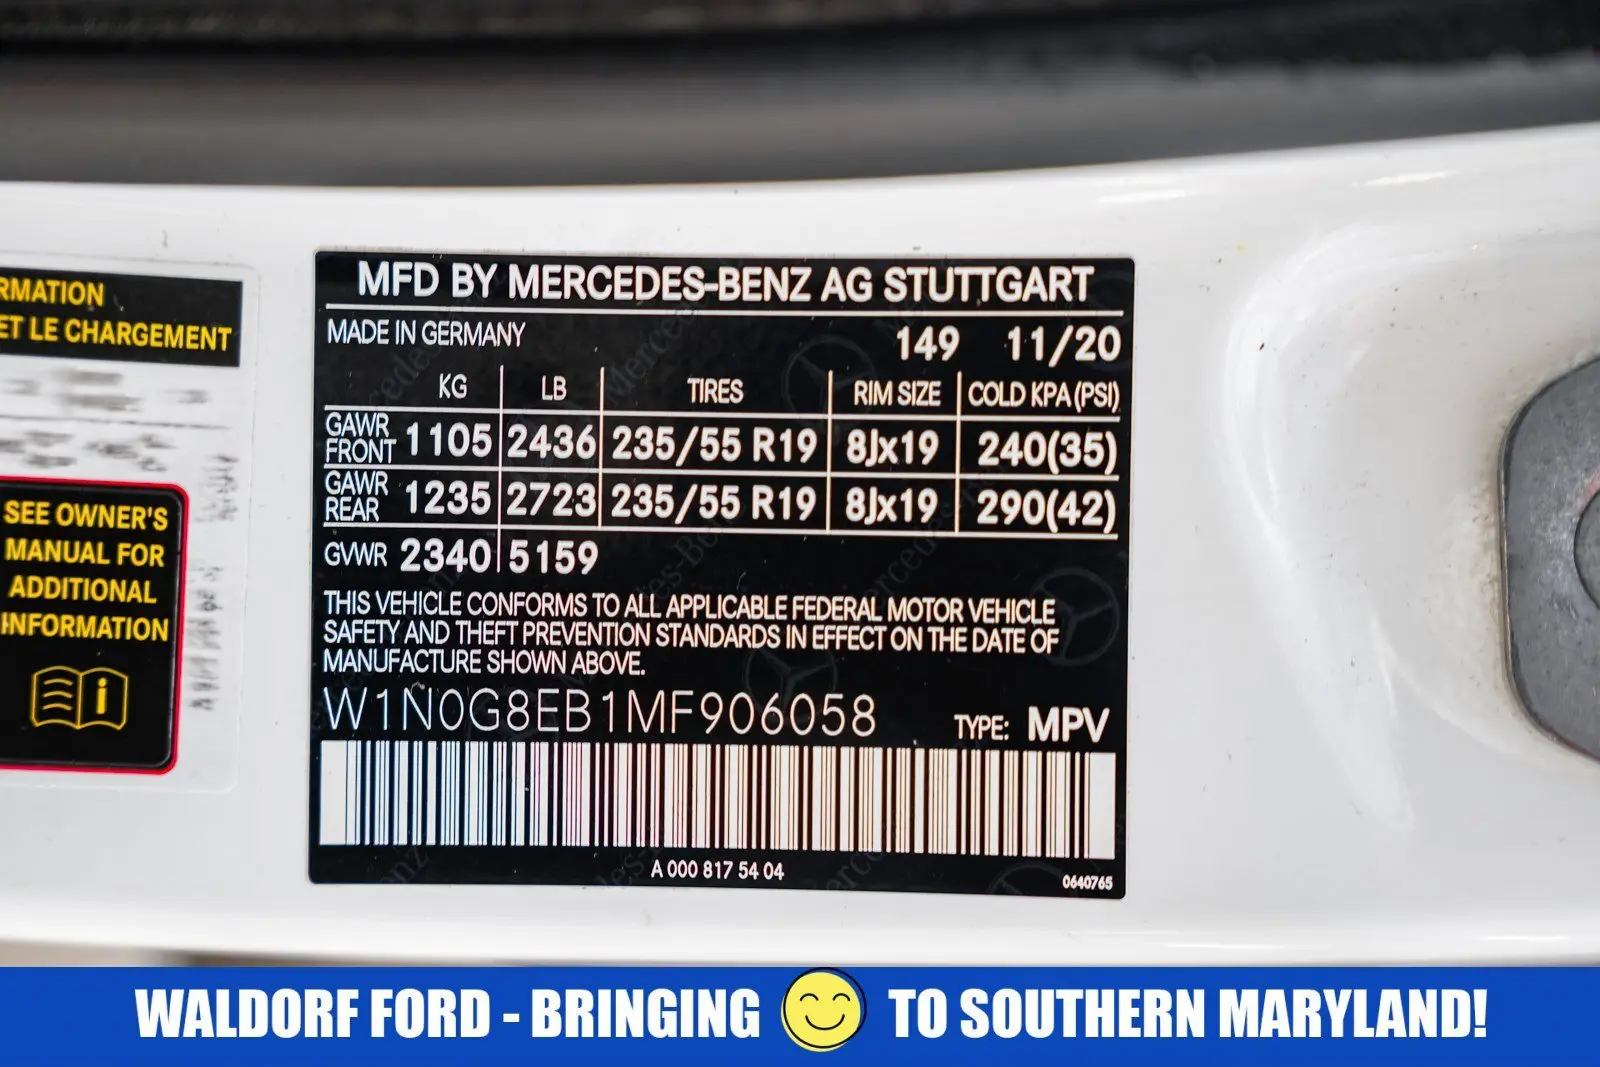 RMATION
ET LE CHARGEMENT
SEE OWNER'S
MANUAL FOR
ADDITIONAL
INFORMATION
MFD BY MERCEDES-BENZ AG STUTTGART
MADE IN GERMANY 149 11/20
KG LB TIRES RIM SIZE COLD KPA (PSI)
GAWR FRONT 1105 2436 235/55 R19 8Jx19 240(35)
GAWR REAR 1235 2723 235/55 R19 8Jx19 290(42)
GVWR 2340 5159
THIS VEHICLE CONFORMS TO ALL APPLICABLE FEDERAL MOTOR VEHICLE
SAFETY AND THEFT PREVENTION STANDARDS IN EFFECT ON THE DATE OF
MANUFACTURE SHOWN ABOVE.
W1N0G8EB1MF906058 TYPE: MPV
A 000 817 54 04
0640765
WALDORF FORD - BRINGING TO SOUTHERN MARYLAND!